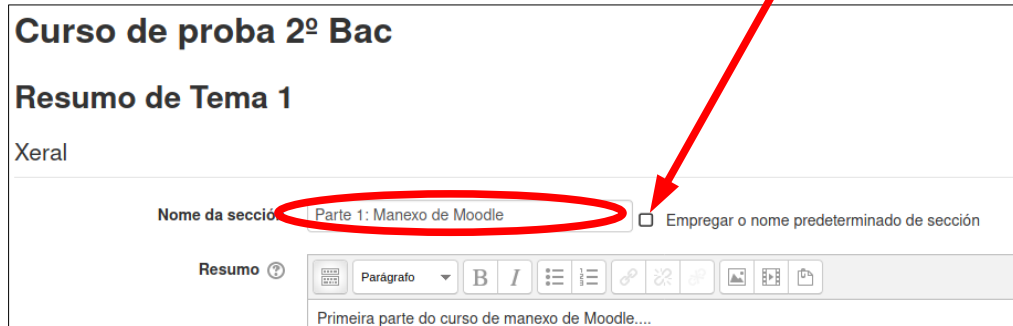 Curso de proba 2º Bac
Resumo de Tema 1
Xeral
Nome da sección Parte 1: Manexo de Moodle Empregar o nome predeterminado de sección
Resumo ? Parágrafo B I
Primeira parte do curso de manexo de Moodle....